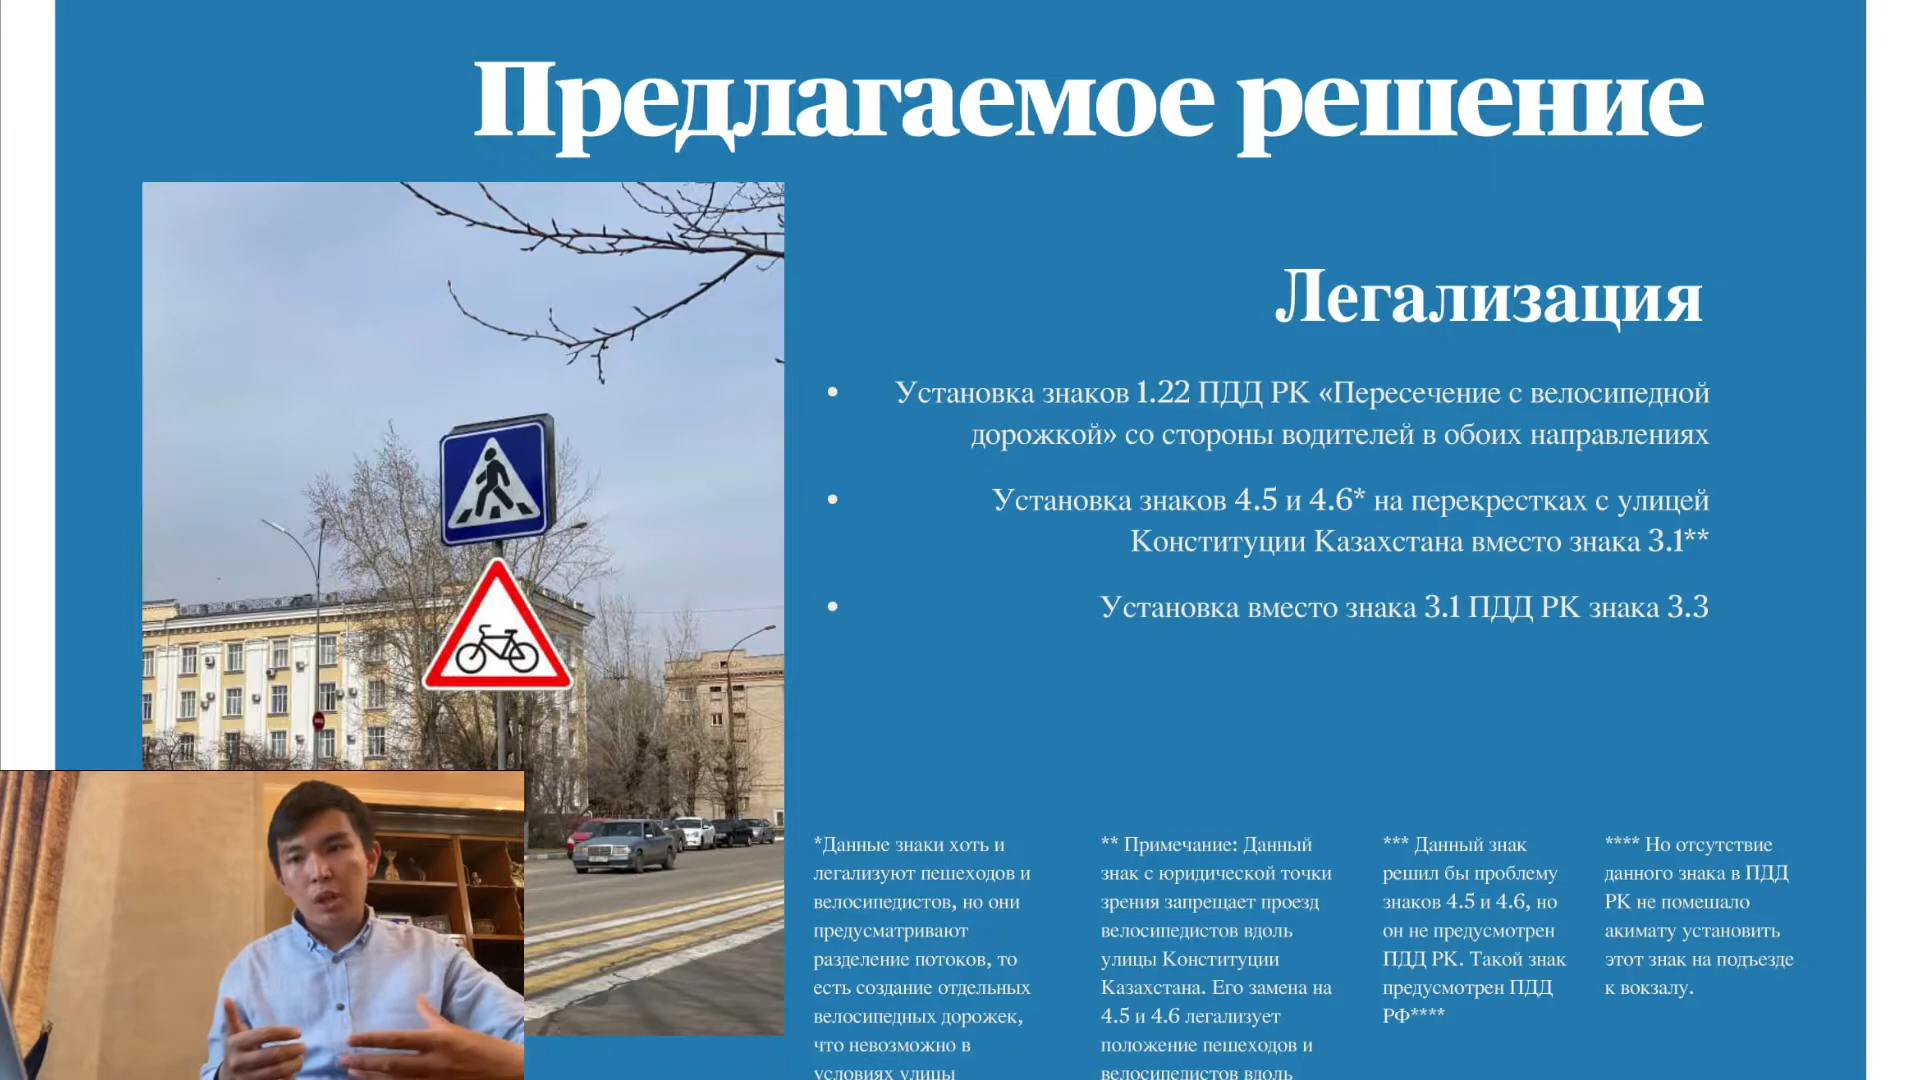 Предлагаемое решение
Легализация
• Установка знаков 1.22 ПДД РК «Пересечение с велосипедной
дорожкой» со стороны водителей в обоих направлениях
• Установка знаков 4.5 и 4.6* на перекрестках с улицей
Конституции Казахстана вместо знака 3.1**
• Установка вместо знака 3.1 ПДД РК знака 3.3
*Данные знаки хоть и
легализуют пешеходов и
велосипедистов, но они
предусматривают
разделение потоков, то
есть создание отдельных
велосипедных дорожек,
что невозможно в
условиях улицы
** Примечание: Данный
знак с юридической точки
зрения запрещает проезд
велосипедистов вдоль
улицы Конституции
Казахстана. Его замена на
4.5 и 4.6 легализует
положение пешеходов и
велосипедистов вдоль
*** Данный знак
решил бы проблему
знаков 4.5 и 4.6, но
он не предусмотрен
ПДД РК. Такой знак
предусмотрен ПДД
РФ****
**** Но отсутствие
данного знака в ПДД
РК не помешало
акимату установить
этот знак на подъезде
к вокзалу.